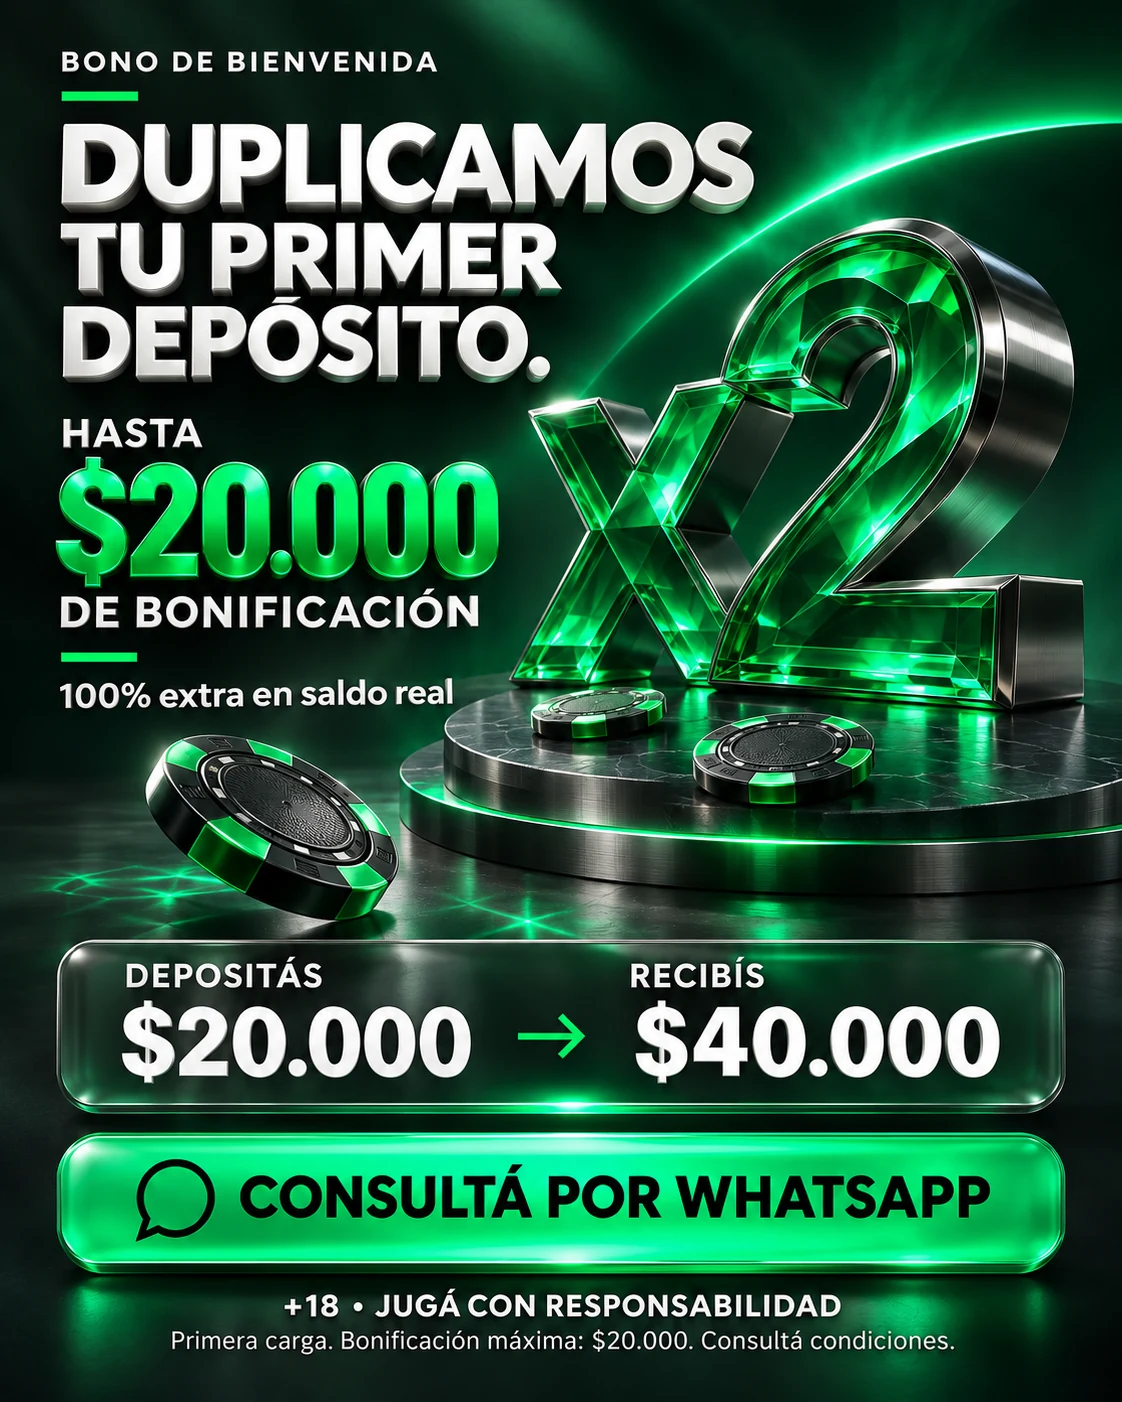 BONO DE BIENVENIDA
DUPLICAMOS
TU PRIMER
DEPÓSITO.
HASTA
$20.000
DE BONIFICACIÓN
100% extra en saldo real
x2
DEPOSITÁS
$20.000 →
RECIBÍS
$40.000
CONSULTÁ POR WHATSAPP
+18 • JUGÁ CON RESPONSABILIDAD
Primera carga. Bonificación máxima: $20.000. Consultá condiciones.